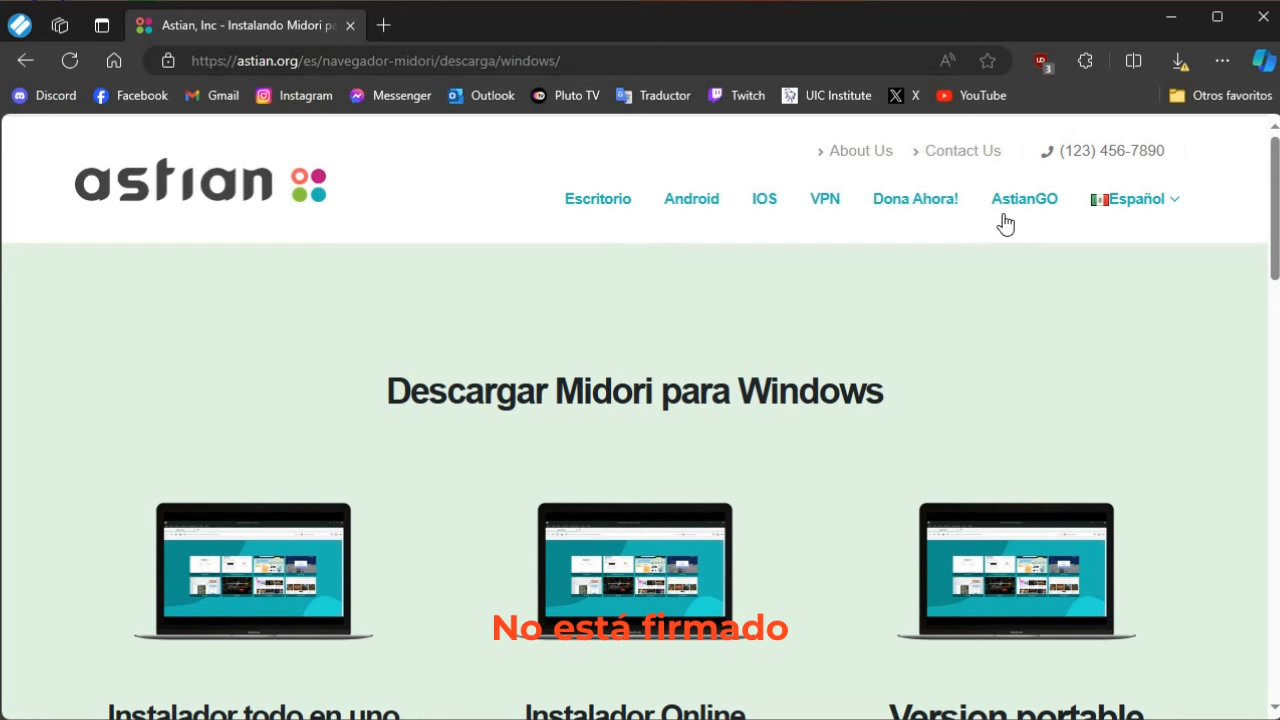 Astian, Inc - Instalando Midori pa
https://astian.org/es/navegador-midori/descarga/windows/
3
Discord Facebook Gmail Instagram Messenger Outlook Pluto TV Traductor Twitch UIC Institute X YouTube Otros favoritos
About Us Contact Us (123) 456-7890
astian
Escritorio Android IOS VPN Dona Ahora! AstianGO Español
Descargar Midori para Windows
No está firmado
Instalador todo en uno Instalador Online Version portable